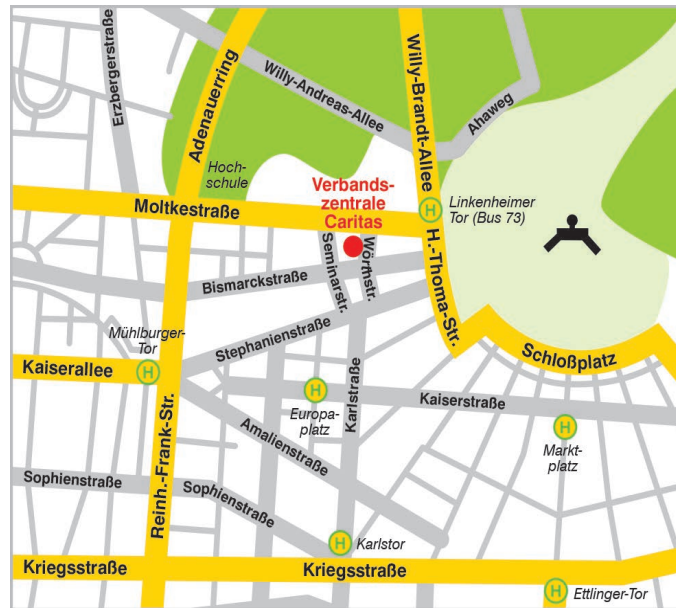 Erzbergerstraße
Adenauerring
Willy-Andreas-Allee
Willy-Brandt-Allee
Ahaweg
Hoch-
schule
Verbands-
zentrale
Caritas
Moltkestraße
H
Linkenheimer
Tor (Bus 73)
H.-Thoma-Str.
Seminarstr.
Wörthstr.
Bismarckstraße
Stephanienstraße
Mühlburger-
Tor
H
Kaiserallee
Schloßplatz
H
Europa-
platz
Karlstraße
Kaiserstraße
H
Markt-
platz
Amalienstraße
Reinh.-Frank-Str.
Sophienstraße
Sophienstraße
H
Karlstor
Kriegsstraße
Kriegsstraße
H
Ettlinger-Tor